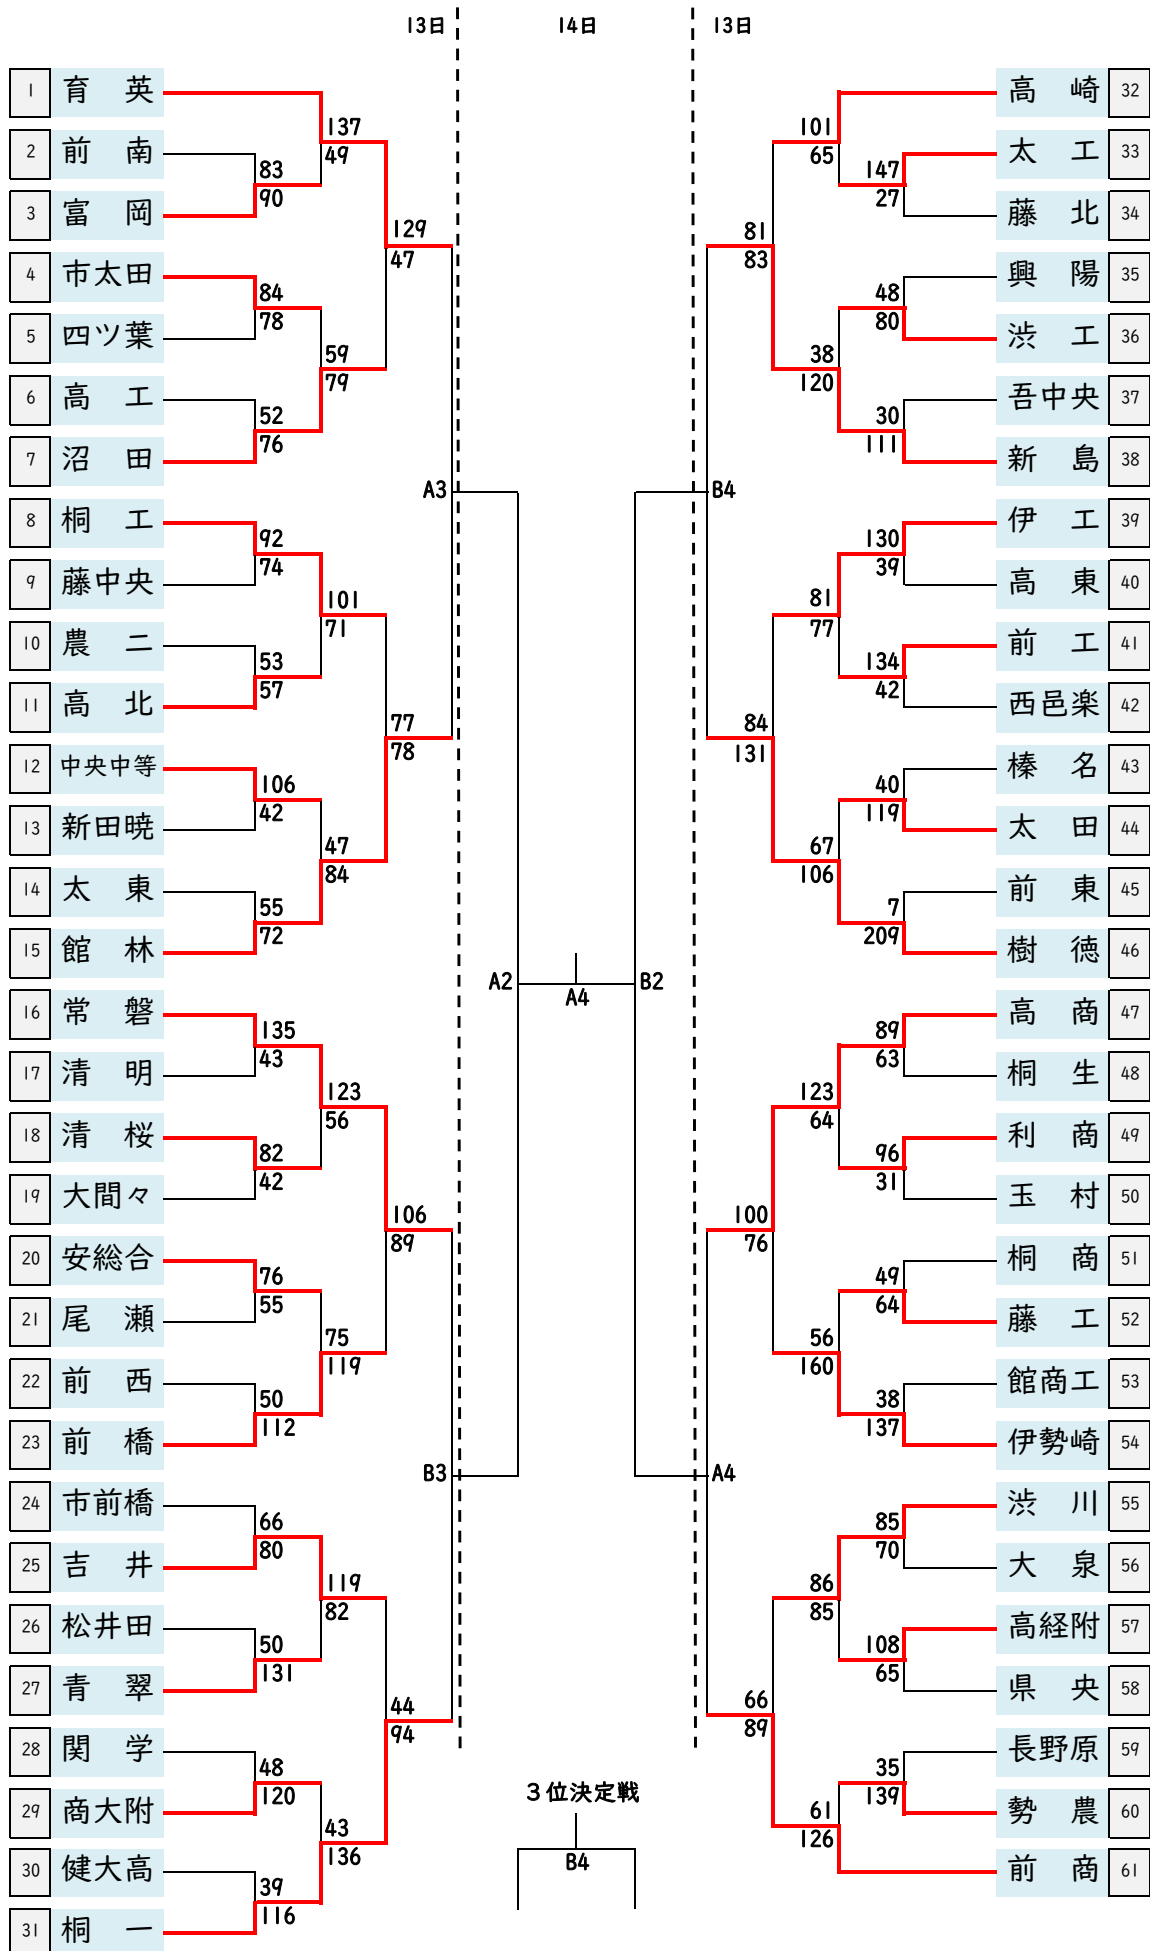 13日 14日 13日
1 育 英
2 前 南
3 富 岡
4 市太田
5 四ツ葉
6 高 工
7 沼 田
8 桐 工
9 藤中央
10 農 二
11 高 北
12 中央中等
13 新田暁
14 太 東
15 館 林
16 常 磐
17 清 明
18 清 桜
19 大間々
20 安総合
21 尾 瀬
22 前 西
23 前 橋
24 市前橋
25 吉 井
26 松井田
27 青 翠
28 関 学
29 商大附
30 健大高
31 桐 一
83
90
84
78
52
76
92
74
53
57
106
42
55
72
135
43
82
42
76
55
50
112
66
80
50
131
48
120
39
116
137
49
59
79
101
71
47
84
123
56
75
119
119
82
43
136
129
47
77
78
106
89
44
94
A3
B3
A2
A4
B2
B4
A4
3位決定戦
B4
81
83
84
131
100
76
66
89
101
65
38
120
81
77
67
106
123
64
56
160
86
85
61
126
147
27
48
80
30
111
130
39
134
42
40
119
7
209
89
63
96
31
49
64
38
137
85
70
108
65
35
139
高 崎 32
太 工 33
藤 北 34
興 陽 35
渋 工 36
吾中央 37
新 島 38
伊 工 39
高 東 40
前 工 41
西邑楽 42
榛 名 43
太 田 44
前 東 45
樹 徳 46
高 商 47
桐 生 48
利 商 49
玉 村 50
桐 商 51
藤 工 52
館商工 53
伊勢崎 54
渋 川 55
大 泉 56
高経附 57
県 央 58
長野原 59
勢 農 60
前 商 61